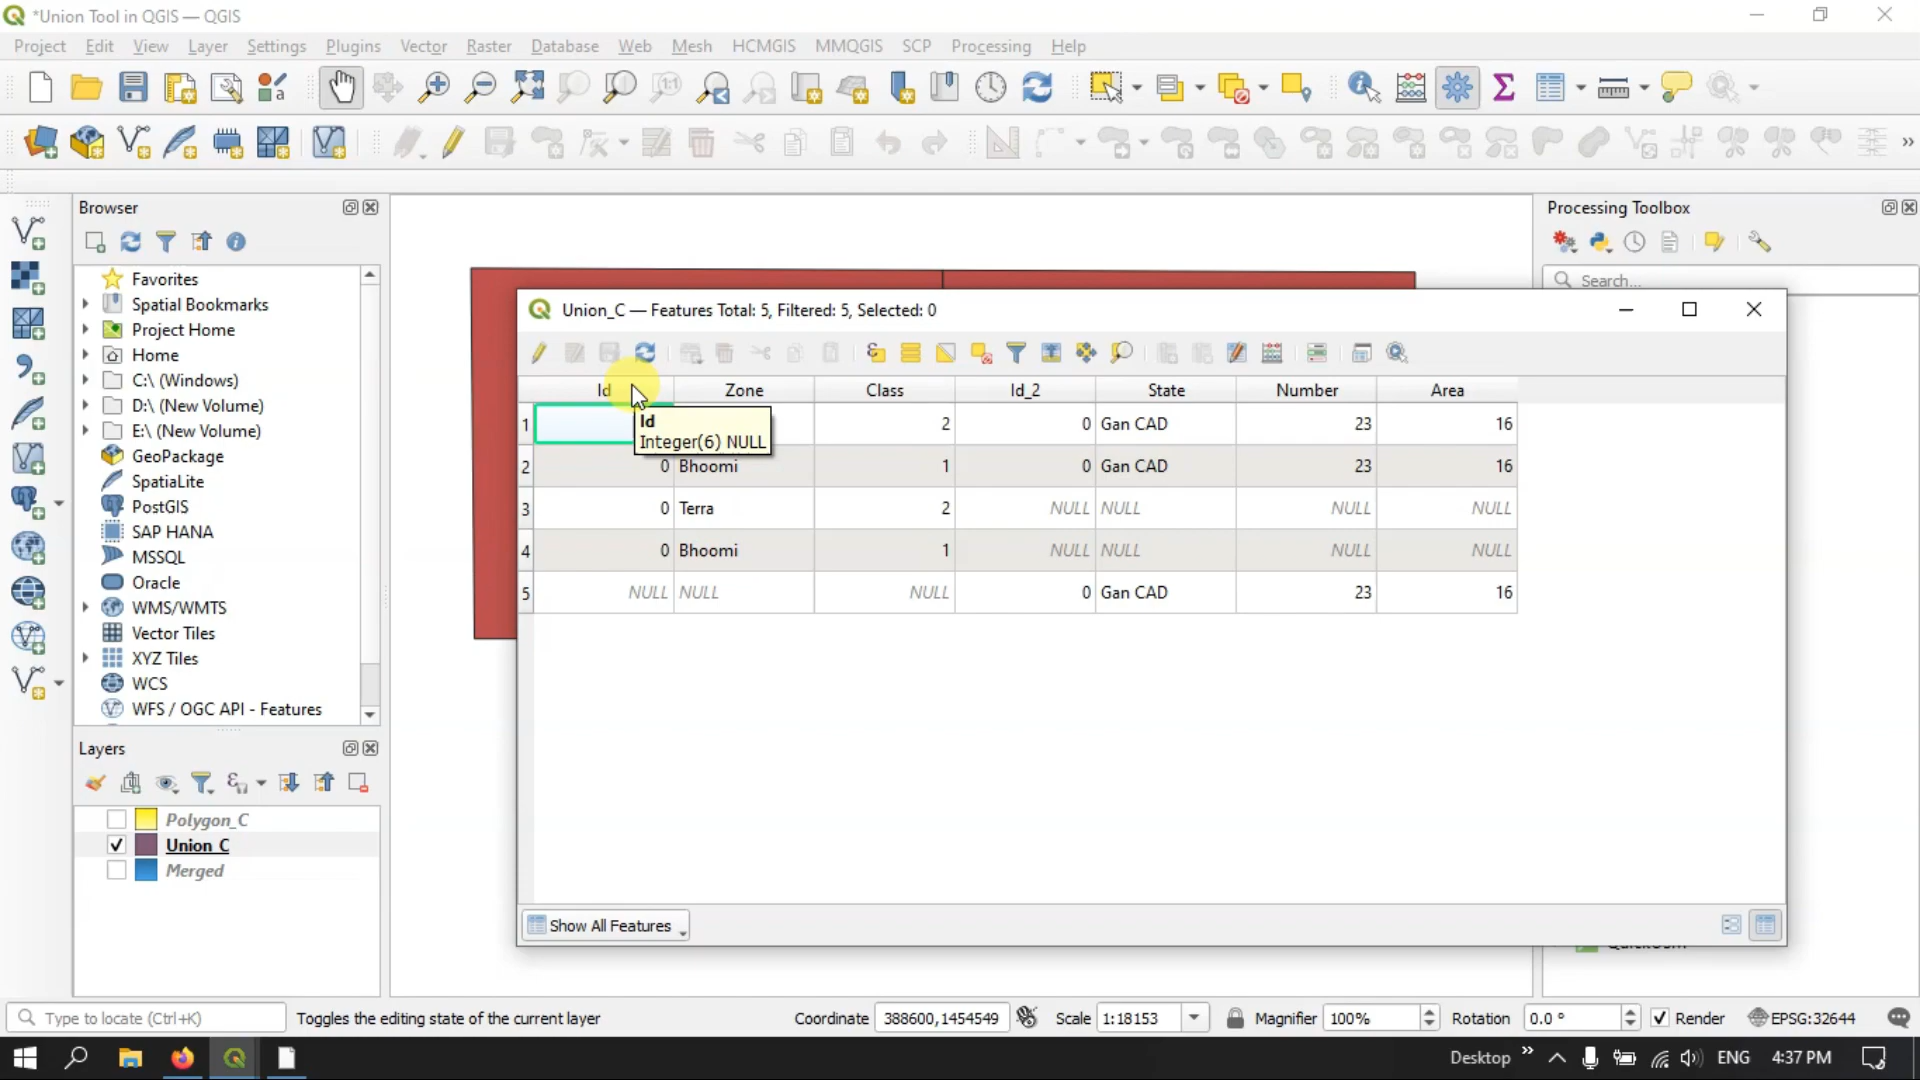 *Union Tool in QGIS — QGIS
Project Edit View Layer Settings Plugins Vector Raster Database Web Mesh HCMGIS MMQGIS SCP Processing Help
Browser
Favorites
Spatial Bookmarks
Project Home
Home
C:\ (Windows)
D:\ (New Volume)
E:\ (New Volume)
GeoPackage
SpatiaLite
PostGIS
SAP HANA
MSSQL
Oracle
WMS/WMTS
Vector Tiles
XYZ Tiles
WCS
WFS / OGC API - Features
Layers
Polygon_C
Union_C
Merged
Union_C — Features Total: 5, Filtered: 5, Selected: 0
Id Zone Class Id_2 State Number Area
1 2 0 Gan CAD 23 16
2 0 Bhoomi 1 0 Gan CAD 23 16
3 0 Terra 2 NULL NULL NULL NULL
4 0 Bhoomi 1 NULL NULL NULL NULL
5 NULL NULL NULL 0 Gan CAD 23 16
Id
Integer(6) NULL
Show All Features
Processing Toolbox
Search...
Type to locate (Ctrl+K) Toggles the editing state of the current layer Coordinate 388600,1454549 Scale 1:18153 Magnifier 100% Rotation 0.0 ° Render EPSG:32644
Desktop ENG 4:37 PM